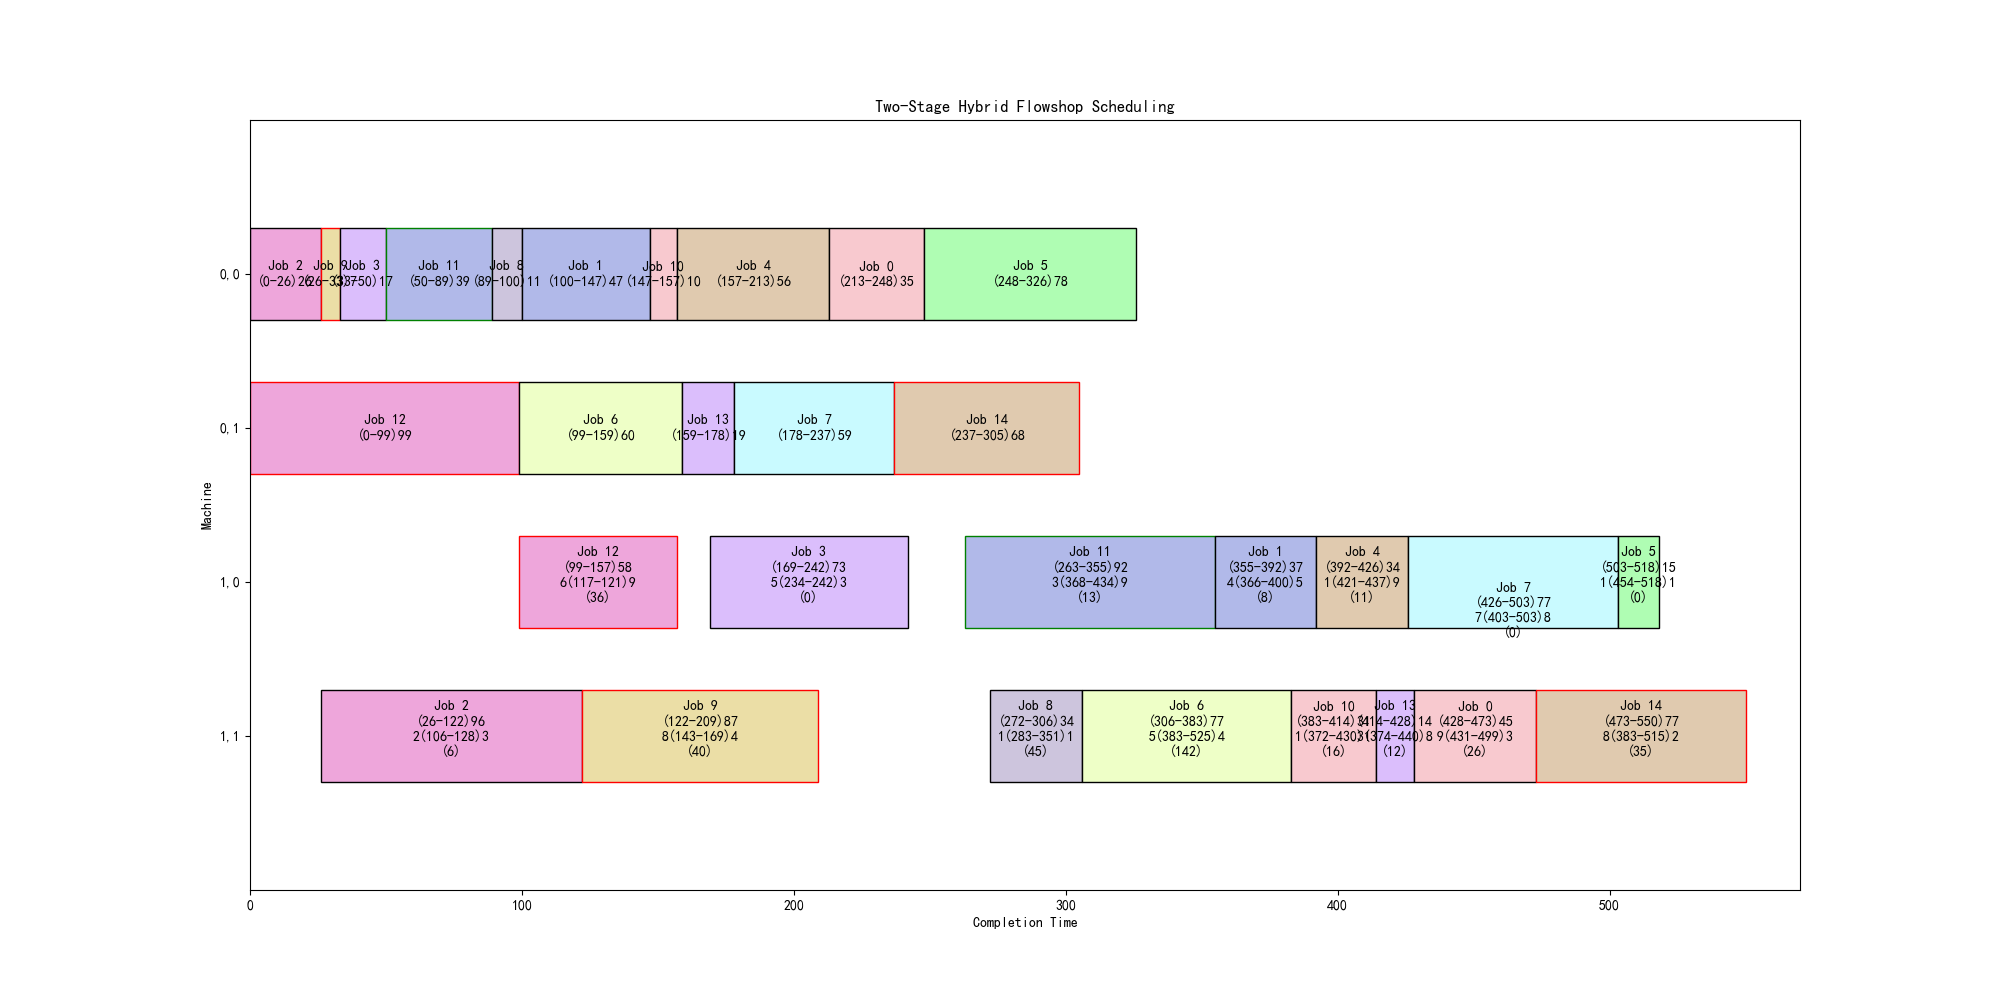 Two-Stage Hybrid Flowshop Scheduling
Machine
0,0
Job 2
(0-26)26
Job 9
(26-33)7
Job 3
(33-50)17
Job 11
(50-89)39
Job 8
(89-100)11
Job 1
(100-147)47
Job 10
(147-157)10
Job 4
(157-213)56
Job 0
(213-248)35
Job 5
(248-326)78
0,1
Job 12
(0-99)99
Job 6
(99-159)60
Job 13
(159-178)19
Job 7
(178-237)59
Job 14
(237-305)68
1,0
Job 12
(99-157)58
6(117-121)9
(36)
Job 3
(169-242)73
5(234-242)3
(0)
Job 11
(263-355)92
3(368-434)9
(13)
Job 1
(355-392)37
4(366-400)5
(8)
Job 4
(392-426)34
1(421-437)9
(11)
Job 7
(426-503)77
7(403-503)8
(0)
Job 5
(503-518)15
1(454-518)1
(0)
1,1
Job 2
(26-122)96
2(106-128)3
(6)
Job 9
(122-209)87
8(143-169)4
(40)
Job 8
(272-306)34
1(283-351)1
(45)
Job 6
(306-383)77
5(383-525)4
(142)
Job 10
(383-414)31
1(372-430)
(16)
Job 13
(414-428)14
(374-440)8
(12)
Job 0
(428-473)45
9(431-499)3
(26)
Job 14
(473-550)77
8(383-515)2
(35)
0
100
200
300
400
500
Completion Time